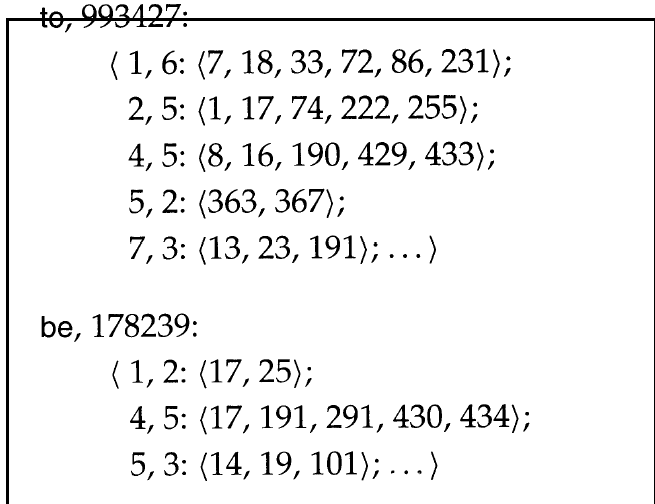 to, 993427:
⟨ 1, 6: ⟨7, 18, 33, 72, 86, 231⟩;
2, 5: ⟨1, 17, 74, 222, 255⟩;
4, 5: ⟨8, 16, 190, 429, 433⟩;
5, 2: ⟨363, 367⟩;
7, 3: ⟨13, 23, 191⟩; ... ⟩
be, 178239:
⟨ 1, 2: ⟨17, 25⟩;
4, 5: ⟨17, 191, 291, 430, 434⟩;
5, 3: ⟨14, 19, 101⟩; ... ⟩